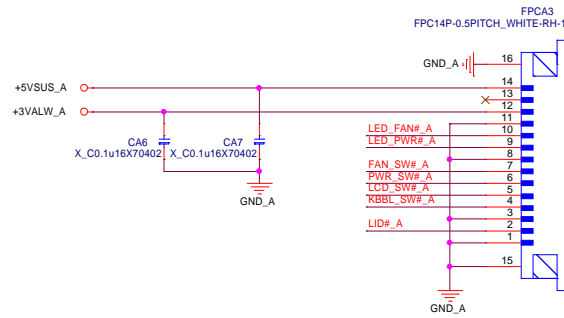 FPCA3
FPC14P-0.5PITCH_WHITE-RH-1
GND_A
16
+5VSUS_A
14
13
+3VALW_A
12
11
LED_FAN#_A
10
LED_PWR#_A
9
8
FAN_SW#_A
7
PWR_SW#_A
6
LCD_SW#_A
5
KBBL_SW#_A
4
3
LID#_A
2
1
15
CA6
X_C0.1u16X70402
CA7
X_C0.1u16X70402
GND_A
GND_A